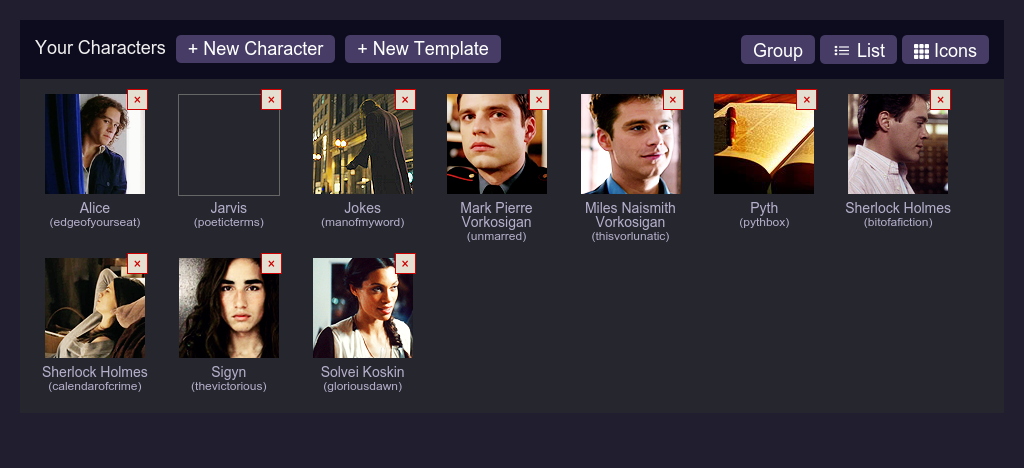 Your Characters + New Character + New Template Group List Icons
× × × × × × ×
Alice Jarvis Jokes Mark Pierre Miles Naismith Pyth Sherlock Holmes
(edgeofyourseat) (poeticterms) (manofmyword) Vorkosigan Vorkosigan (pythbox) (bitofafiction)
(unmarred) (thisvorlunatic)
× × ×
Sherlock Holmes Sigyn Solvei Koskin
(calendarofcrime) (thevictorious) (gloriousdawn)